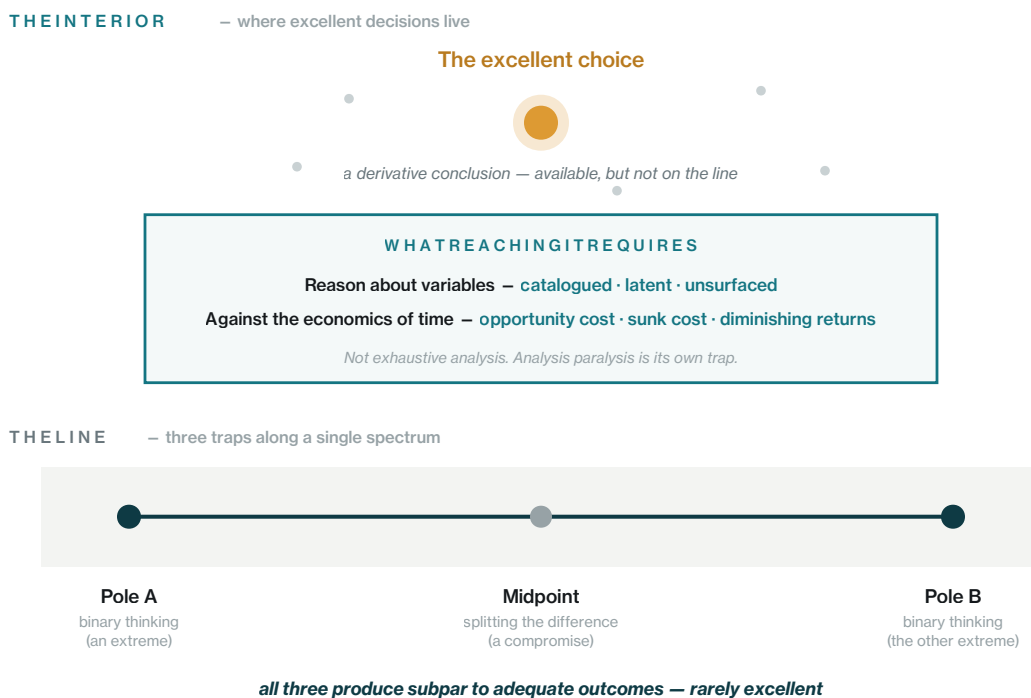 THEINTERIOR — where excellent decisions live
The excellent choice
a derivative conclusion — available, but not on the line
WHATREACHINGITREQUIRES
Reason about variables — catalogued · latent · unsurfaced
Against the economics of time — opportunity cost · sunk cost · diminishing returns
Not exhaustive analysis. Analysis paralysis is its own trap.
THELINE — three traps along a single spectrum
Pole A
binary thinking
(an extreme)
Midpoint
splitting the difference
(a compromise)
Pole B
binary thinking
(the other extreme)
all three produce subpar to adequate outcomes — rarely excellent